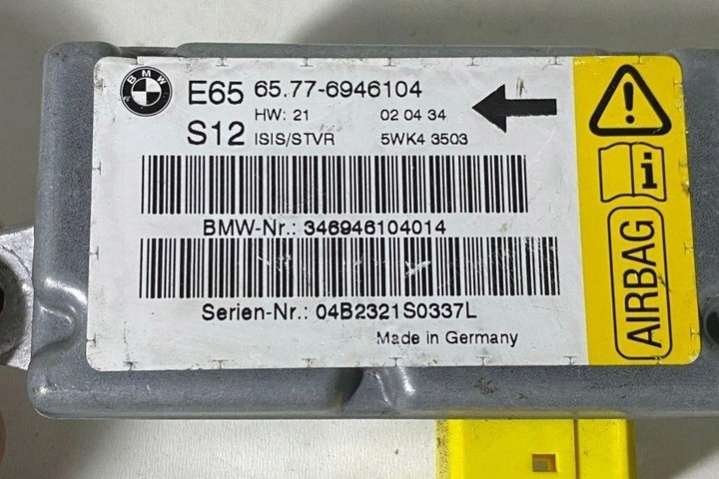 BMW
E65 65.77-6946104
HW: 21 02 04 34
S12 ISIS/STVR 5WK4 3503
BMW-Nr.: 346946104014
Serien-Nr.: 04B2321S0337L
Made in Germany
! 
i
AIRBAG